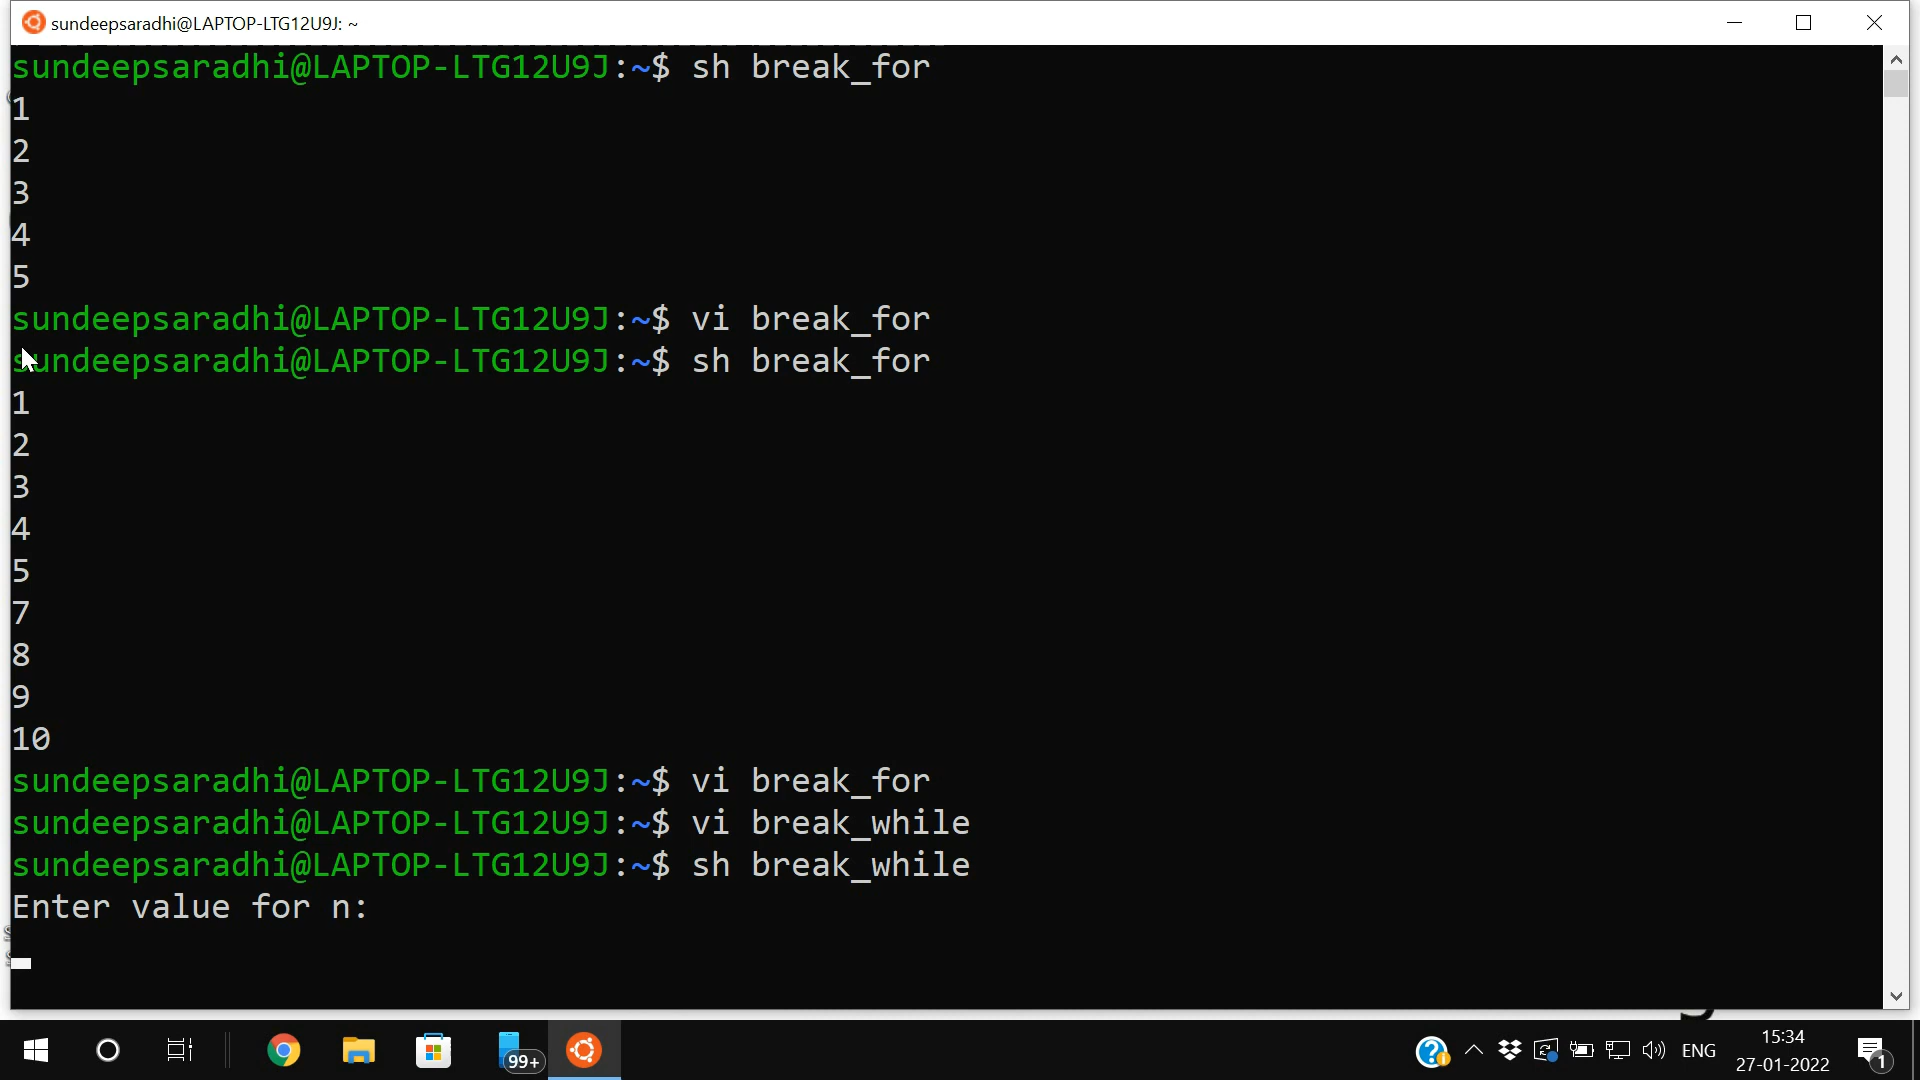 sundeepsaradhi@LAPTOP-LTG12U9J: ~
sundeepsaradhi@LAPTOP-LTG12U9J:~$ sh break_for
1
2
3
4
5
sundeepsaradhi@LAPTOP-LTG12U9J:~$ vi break_for
sundeepsaradhi@LAPTOP-LTG12U9J:~$ sh break_for
1
2
3
4
5
7
8
9
10
sundeepsaradhi@LAPTOP-LTG12U9J:~$ vi break_for
sundeepsaradhi@LAPTOP-LTG12U9J:~$ vi break_while
sundeepsaradhi@LAPTOP-LTG12U9J:~$ sh break_while
Enter value for n:
99+
ENG
15:34
27-01-2022
1